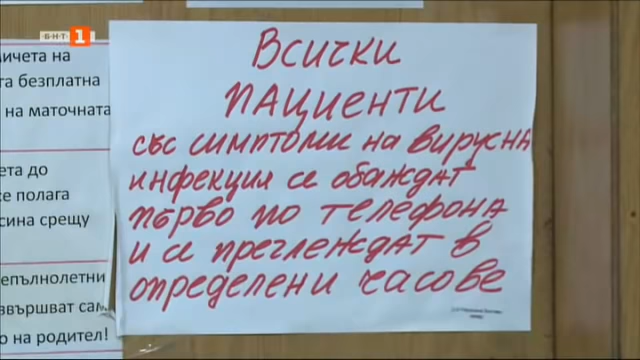 БНТ 1
ичета на
га безплатна
на маточната
ета до
се полага
сина срещу
епълнолетни
звършват сам
о на родител!
Всички
пациенти
със симптоми на вирусна
инфекция се обаждат
първо по телефона
и се преглеждат в
определени часове